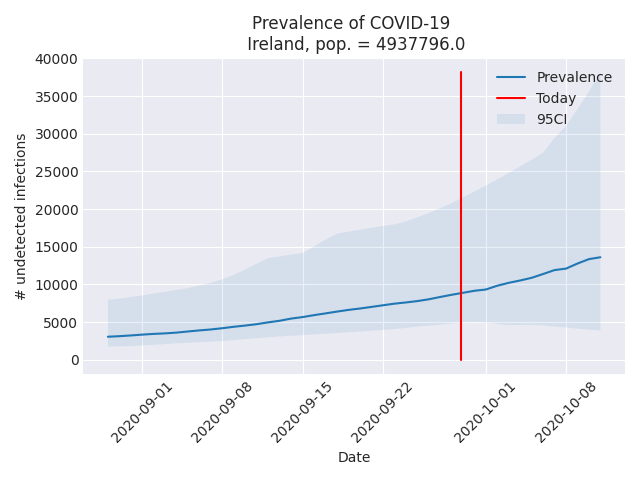 Prevalence of COVID-19
Ireland, pop. = 4937796.0
# undetected infections
40000
35000
30000
25000
20000
15000
10000
5000
0
Prevalence
Today
95CI
2020-09-01
2020-09-08
2020-09-15
2020-09-22
2020-10-01
2020-10-08
Date